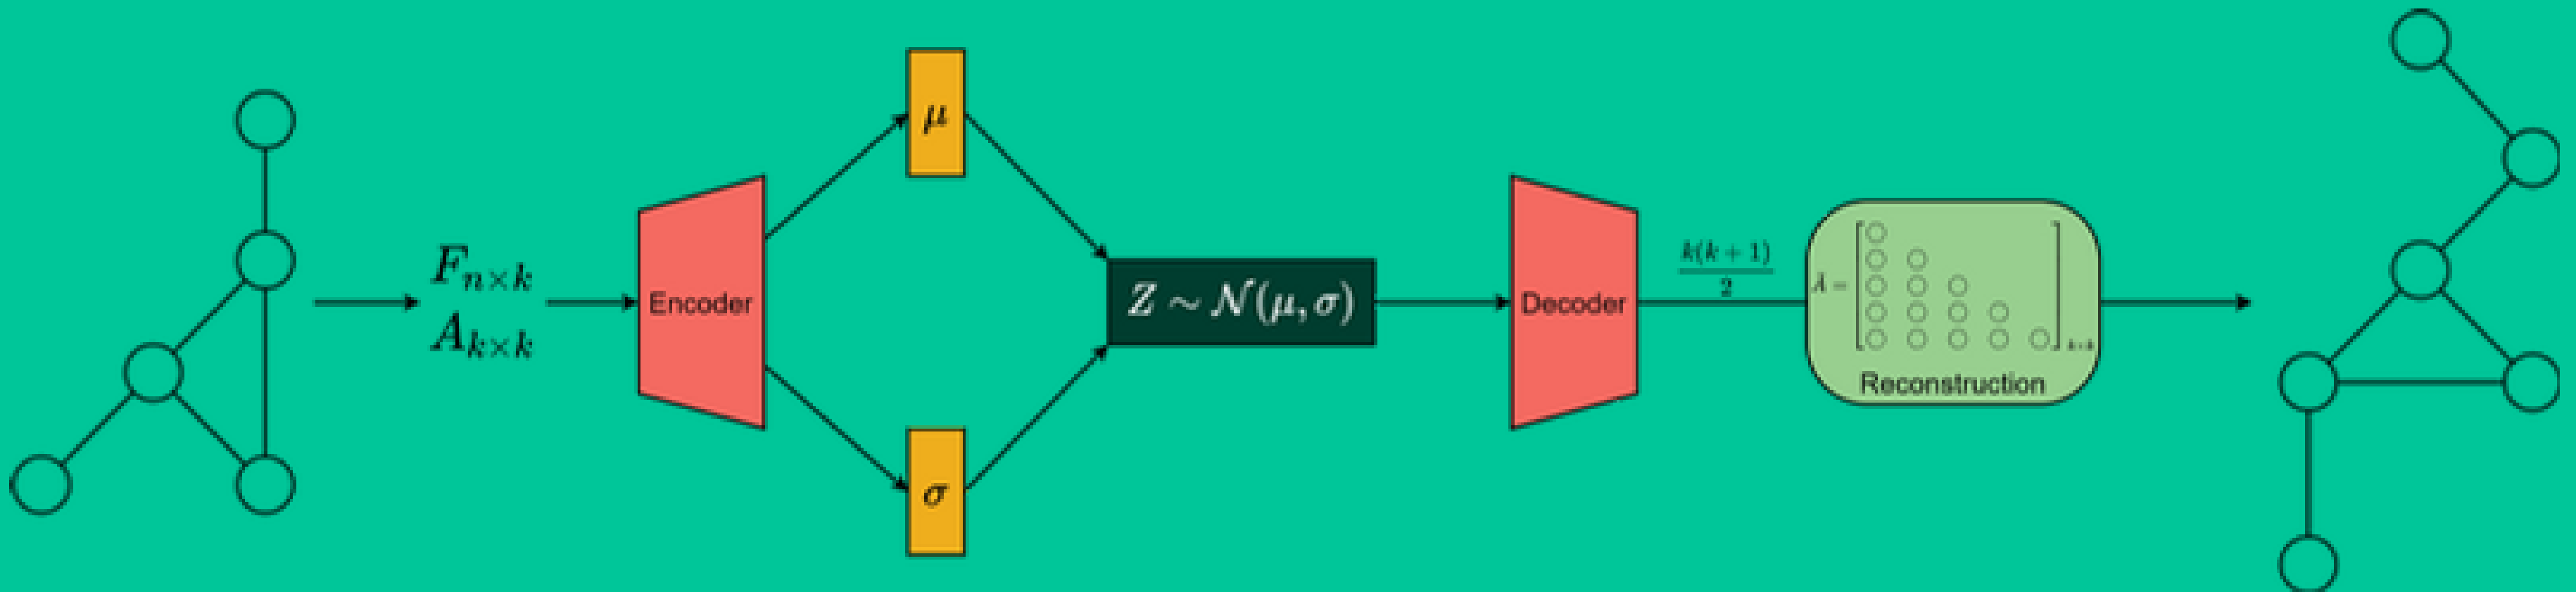 F_{n×k}
A_{k×k}
Encoder
μ
σ
Z ∼ N(μ, σ)
Decoder
k(k + 1)
2
A =
k×k
Reconstruction